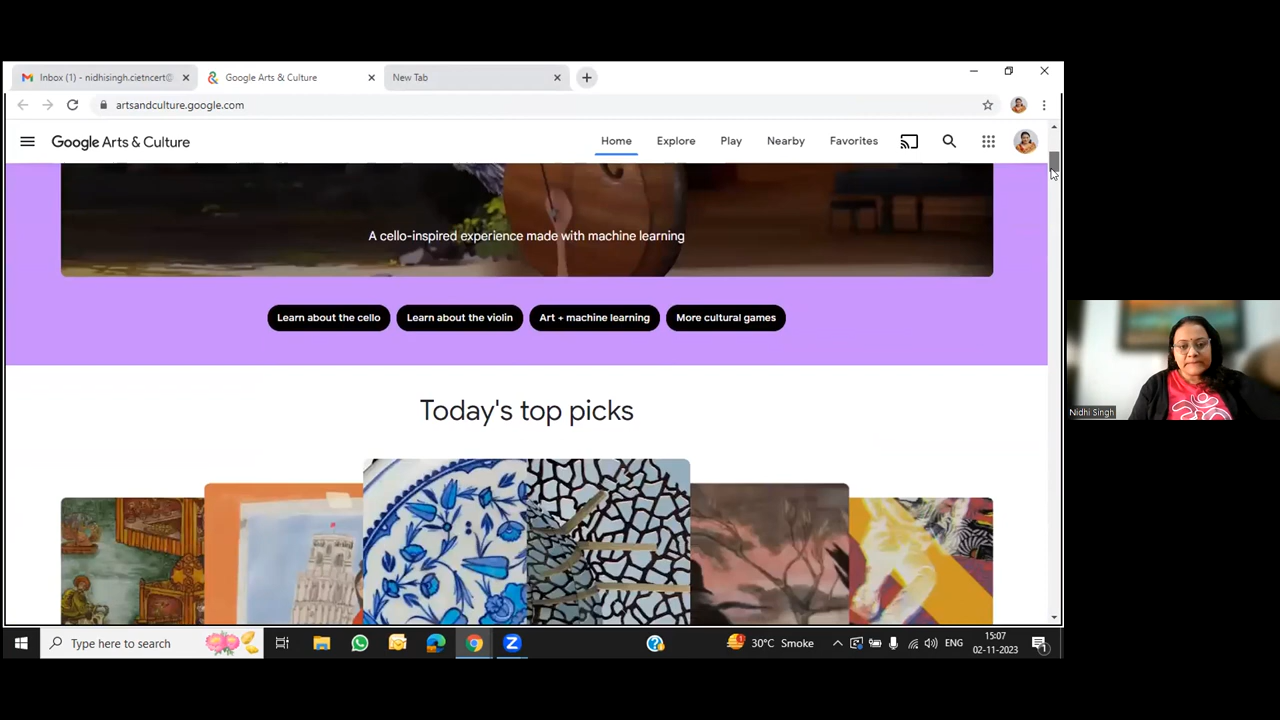 Inbox (1) - nidhisingh.cietncert@
Google Arts & Culture
New Tab
artsandculture.google.com
Google Arts & Culture
Home
Explore
Play
Nearby
Favorites
A cello-inspired experience made with machine learning
Learn about the cello
Learn about the violin
Art + machine learning
More cultural games
Today's top picks
Nidhi Singh
Type here to search
30°C Smoke
ENG
15:07
02-11-2023
1